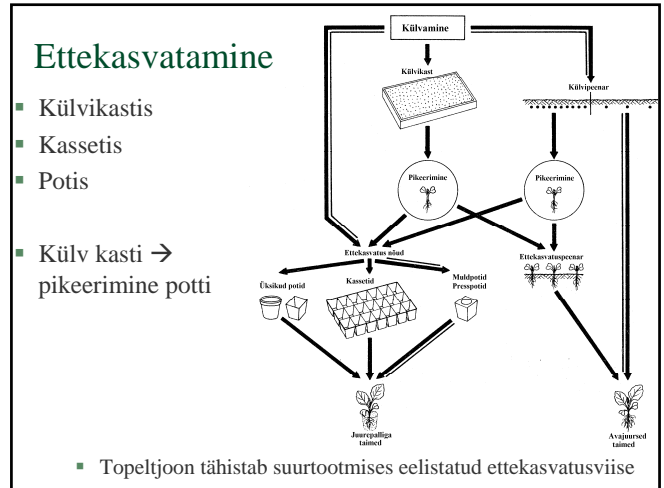 Ettekasvatamine
Külvikastis
Kassetis
Potis
Külv kasti →
pikeerimine potti
Külvamine
Külvikast
Külvipeenar
Pikeerimine
Pikeerimine
Ettekasvatus nõud
Ettekasvatuspeenar
Üksikud potid
Kassetid
Muldpotid
Presspotid
Juurepalliga
taimed
Avajuursed
taimed
Topeltjoon tähistab suurtootmises eelistatud ettekasvatusviise